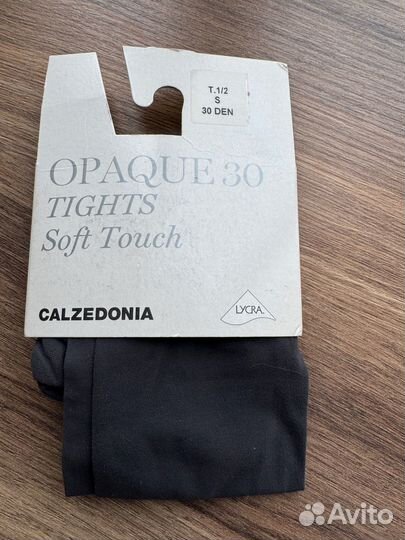 T.1/2
S
30 DEN
OPAQUE 30
TIGHTS
Soft Touch
CALZEDONIA
LYCRA.
Avito